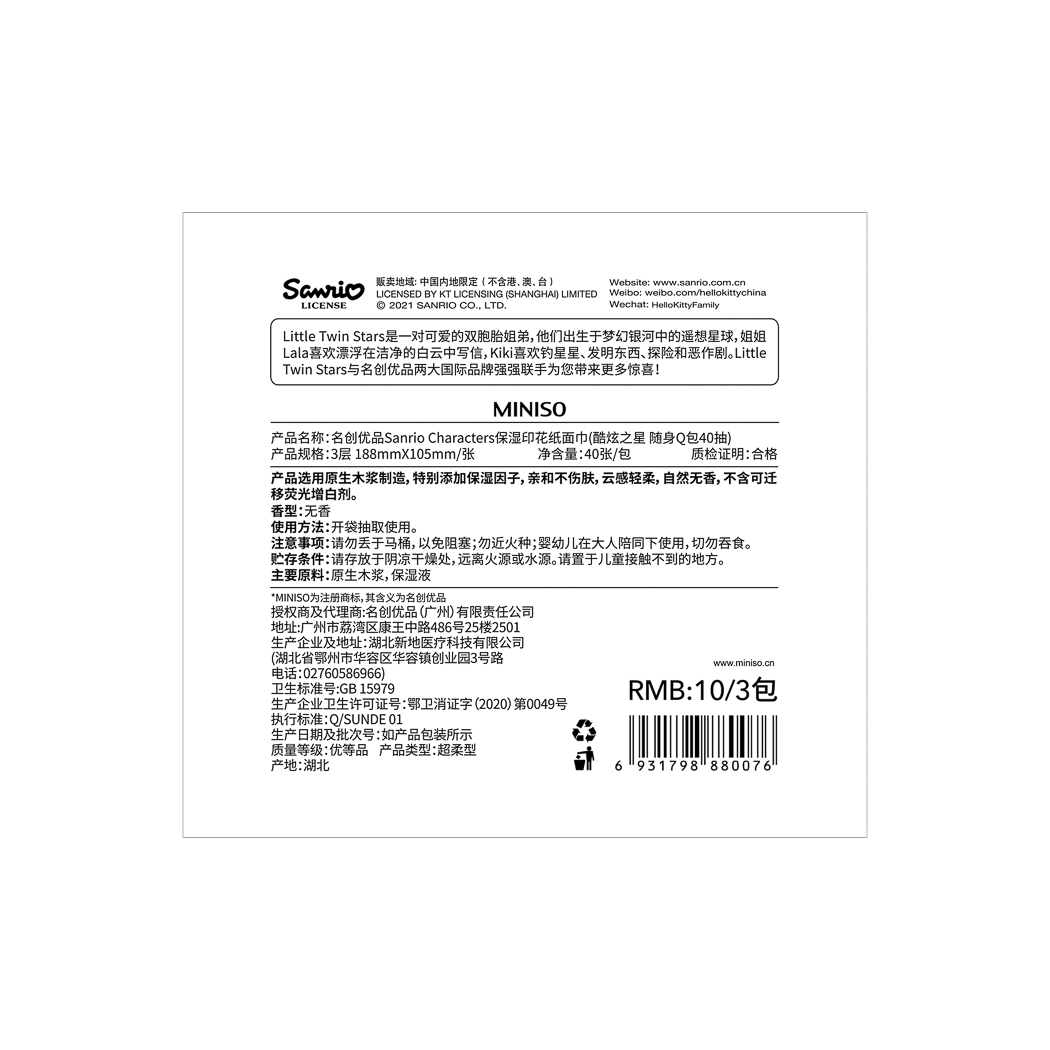 Sanrio
LICENSE
贩卖地域: 中国内地限定 ( 不含港、澳、台 )
LICENSED BY KT LICENSING (SHANGHAI) LIMITED
© 2021 SANRIO CO., LTD.
Website: www.sanrio.com.cn
Weibo: weibo.com/hellokittychina
Wechat: HelloKittyFamily
Little Twin Stars是一对可爱的双胞胎姐弟,他们出生于梦幻银河中的遥想星球,姐姐
Lala喜欢漂浮在洁净的白云中写信,Kiki喜欢钓星星、发明东西、探险和恶作剧。Little
Twin Stars与名创优品两大国际品牌强强联手为您带来更多惊喜!
MINISO
产品名称:名创优品Sanrio Characters保湿印花纸面巾(酷炫之星 随身Q包40抽)
产品规格:3层 188mmX105mm/张 净含量:40张/包 质检证明:合格
产品选用原生木浆制造,特别添加保湿因子,亲和不伤肤,云感轻柔,自然无香,不含可迁
移荧光增白剂。
香型:无香
使用方法:开袋抽取使用。
注意事项:请勿丢于马桶,以免阻塞;勿近火种;婴幼儿在大人陪同下使用,切勿吞食。
贮存条件:请存放于阴凉干燥处,远离火源或水源。请置于儿童接触不到的地方。
主要原料:原生木浆,保湿液
*MINISO为注册商标,其含义为名创优品
授权商及代理商:名创优品(广州)有限责任公司
地址:广州市荔湾区康王中路486号25楼2501
生产企业及地址:湖北新地医疗科技有限公司
(湖北省鄂州市华容区华容镇创业园3号路
电话:02760586966)
卫生标准号:GB 15979
生产企业卫生许可证号:鄂卫消证字(2020)第0049号
执行标准:Q/SUNDE 01
生产日期及批次号:如产品包装所示
质量等级:优等品 产品类型:超柔型
产地:湖北
www.miniso.cn
RMB:10/3包
6 931798 880076